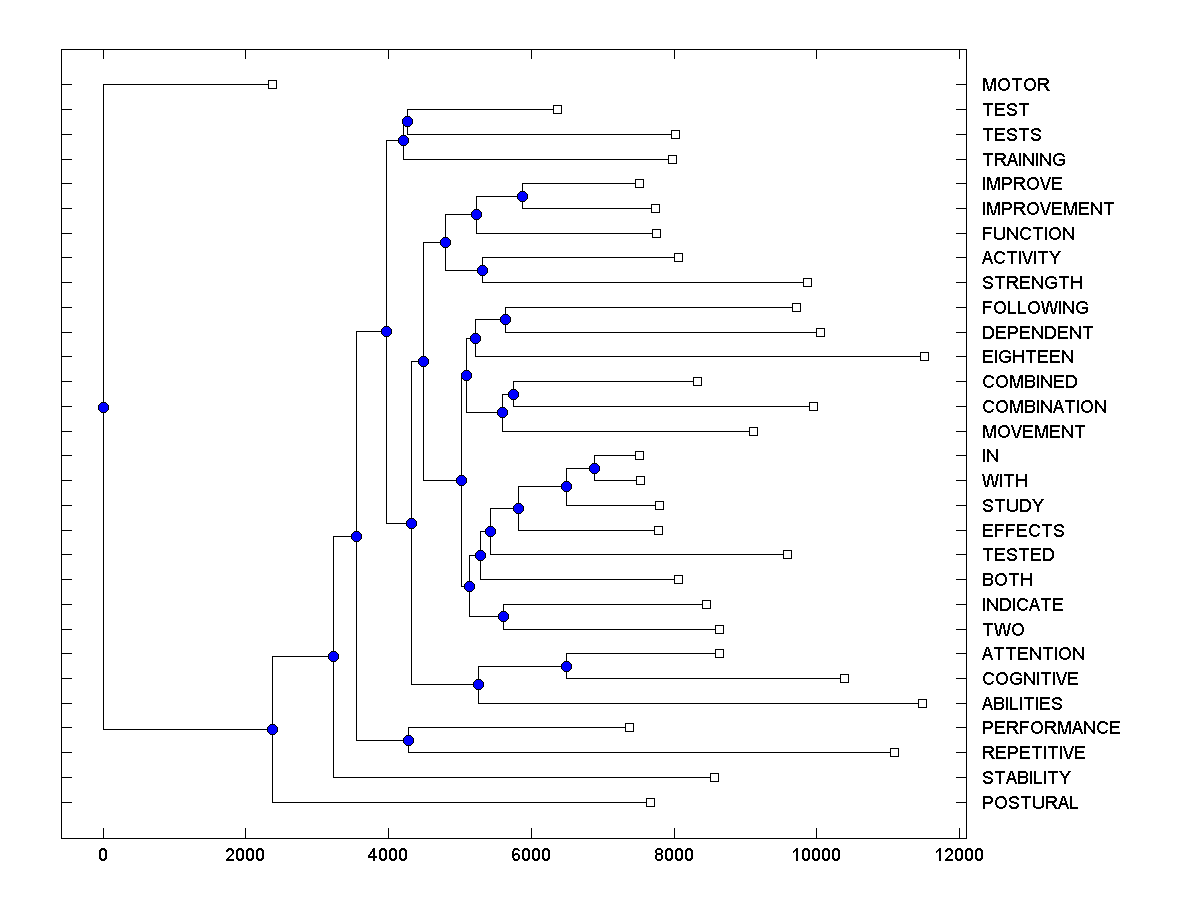 MOTOR
TEST
TESTS
TRAINING
IMPROVE
IMPROVEMENT
FUNCTION
ACTIVITY
STRENGTH
FOLLOWING
DEPENDENT
EIGHTEEN
COMBINED
COMBINATION
MOVEMENT
IN
WITH
STUDY
EFFECTS
TESTED
BOTH
INDICATE
TWO
ATTENTION
COGNITIVE
ABILITIES
PERFORMANCE
REPETITIVE
STABILITY
POSTURAL
0 2000 4000 6000 8000 10000 12000